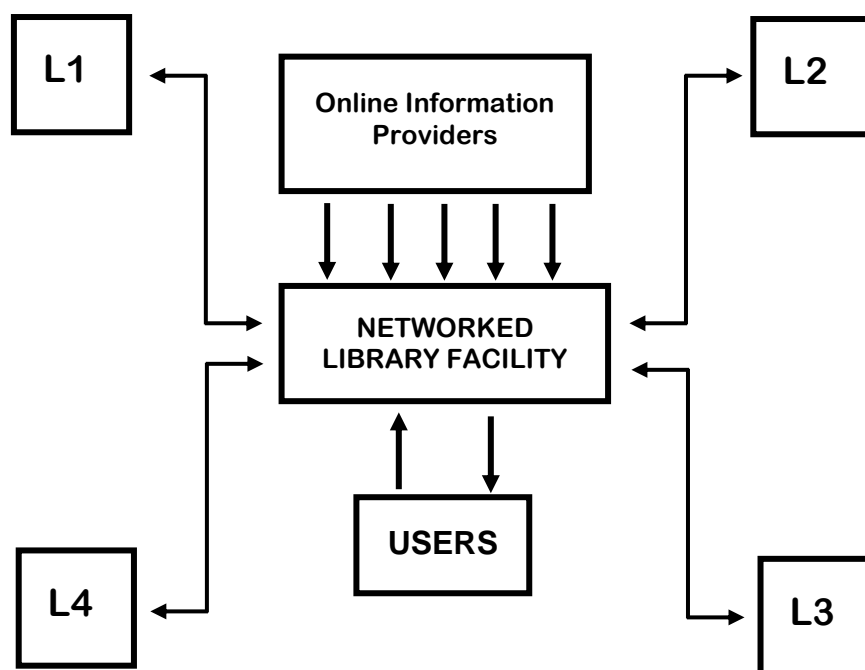 L1
Online Information
Providers
L2
NETWORKED
LIBRARY FACILITY
USERS
L4
L3